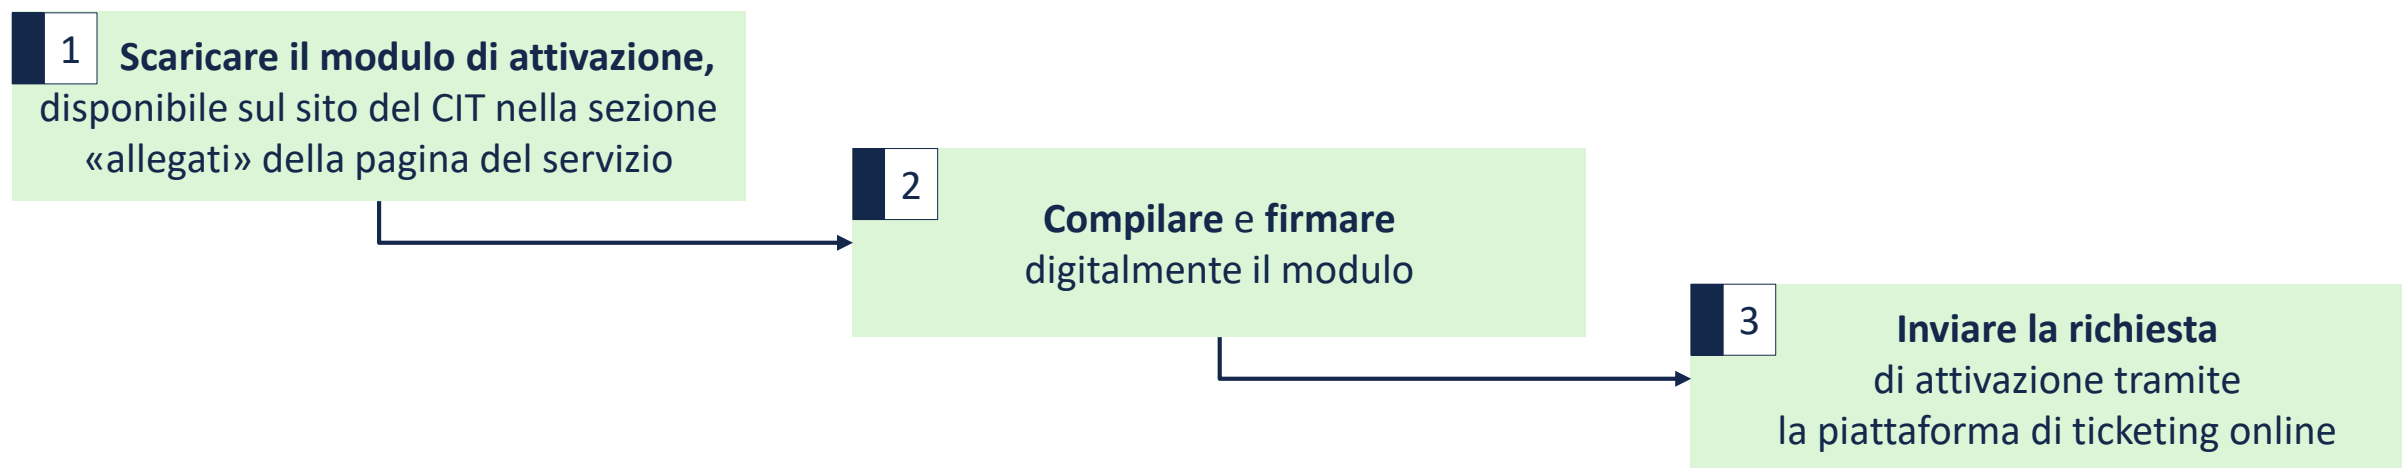 1
Scaricare il modulo di attivazione,
disponibile sul sito del CIT nella sezione
«allegati» della pagina del servizio
2
Compilare e firmare
digitalmente il modulo
3
Inviare la richiesta
di attivazione tramite
la piattaforma di ticketing online